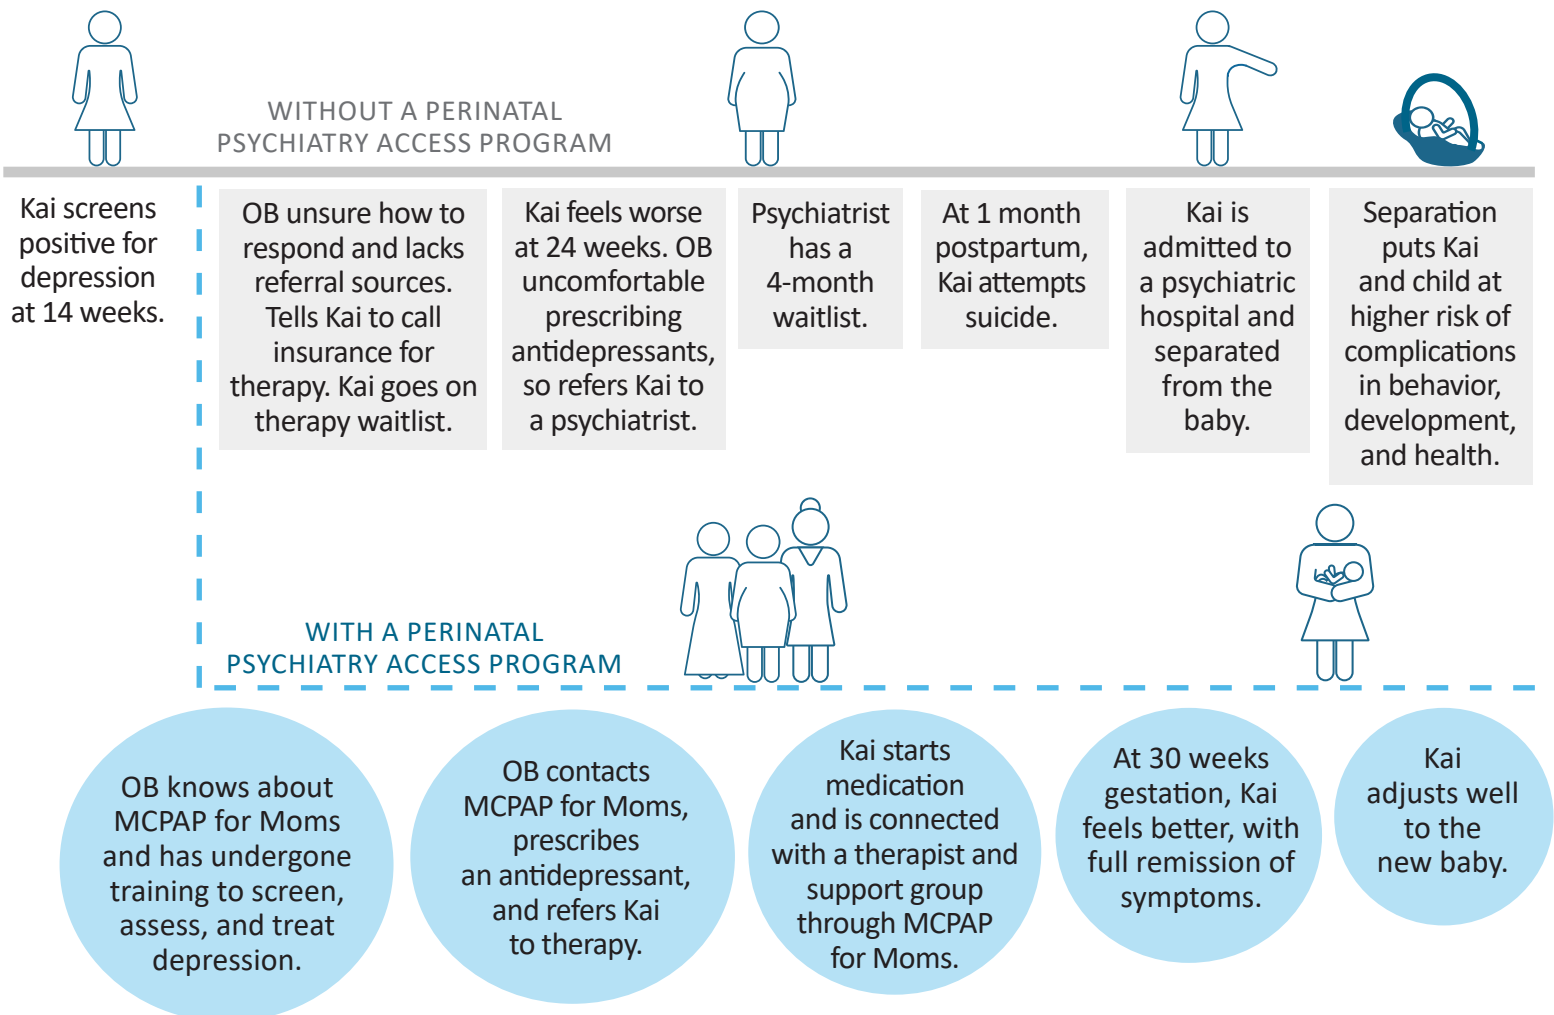 WITHOUT A PERINATAL
PSYCHIATRY ACCESS PROGRAM
Kai screens
positive for
depression
at 14 weeks.
OB unsure how to
respond and lacks
referral sources.
Tells Kai to call
insurance for
therapy. Kai goes on
therapy waitlist.
Kai feels worse
at 24 weeks. OB
uncomfortable
prescribing
antidepressants,
so refers Kai to
a psychiatrist.
Psychiatrist
has a
4-month
waitlist.
At 1 month
postpartum,
Kai attempts
suicide.
Kai is
admitted to
a psychiatric
hospital and
separated
from the
baby.
Separation
puts Kai
and child at
higher risk of
complications
in behavior,
development,
and health.
WITH A PERINATAL
PSYCHIATRY ACCESS PROGRAM
OB knows about
MCPAP for Moms
and has undergone
training to screen,
assess, and treat
depression.
OB contacts
MCPAP for Moms,
prescribes
an antidepressant,
and refers Kai
to therapy.
Kai starts
medication
and is connected
with a therapist and
support group
through MCPAP
for Moms.
At 30 weeks
gestation, Kai
feels better, with
full remission of
symptoms.
Kai
adjusts well
to the
new baby.